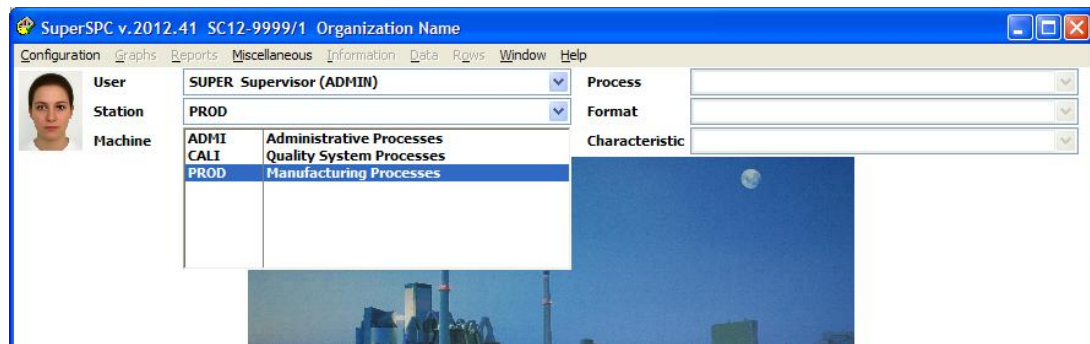 SuperSPC v.2012.41 SC12-9999/1 Organization Name
Configuration Graphs Reports Miscellaneous Information Data Rows Window Help
User SUPER Supervisor (ADMIN) Process
Station PROD Format
Machine Characteristic
ADMI Administrative Processes
CALI Quality System Processes
PROD Manufacturing Processes